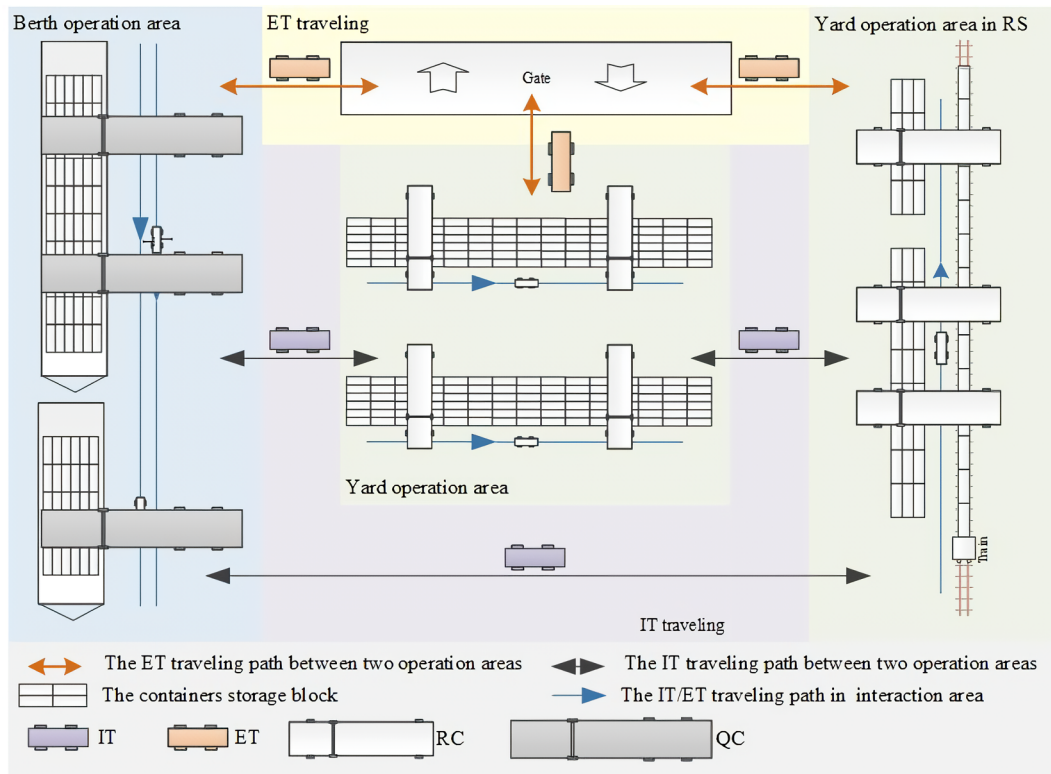 Berth operation area
ET traveling
Yard operation area in RS
Gate
Yard operation area
Train
IT traveling
The ET traveling path between two operation areas
The IT traveling path between two operation areas
The containers storage block
The IT/ET traveling path in interaction area
IT
ET
RC
QC